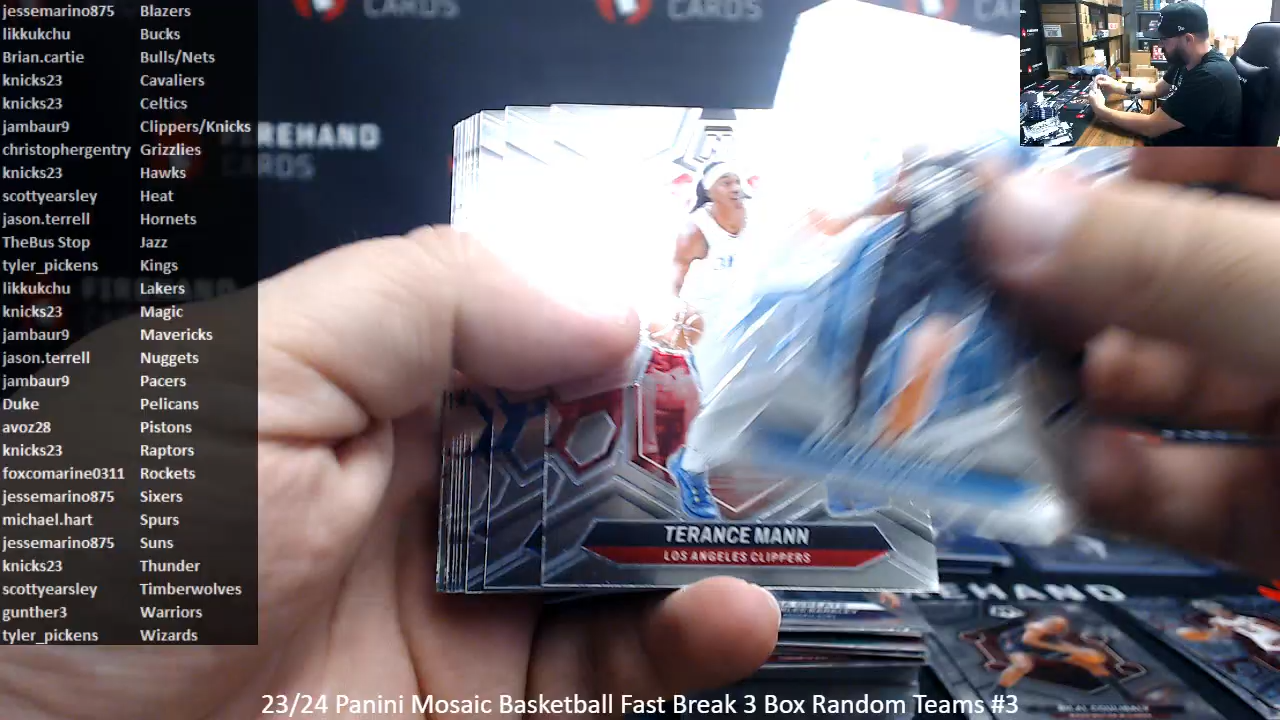 jessemarino875 Blazers
likkukchu Bucks
Brian.cartie Bulls/Nets
knicks23 Cavaliers
knicks23 Celtics
jambaur9 Clippers/Knicks
christophergentry Grizzlies
knicks23 Hawks
scottyearsley Heat
jason.terrell Hornets
TheBus Stop Jazz
tyler_pickens Kings
likkukchu Lakers
knicks23 Magic
jambaur9 Mavericks
jason.terrell Nuggets
jambaur9 Pacers
Duke Pelicans
avoz28 Pistons
knicks23 Raptors
foxcomarine0311 Rockets
jessemarino875 Sixers
michael.hart Spurs
jessemarino875 Suns
knicks23 Thunder
scottyearsley Timberwolves
gunther3 Warriors
tyler_pickens Wizards
CARDS
CARDS
FIREHAND
CARDS
TERANCE MANN
LOS ANGELES CLIPPERS
23/24 Panini Mosaic Basketball Fast Break 3 Box Random Teams #3